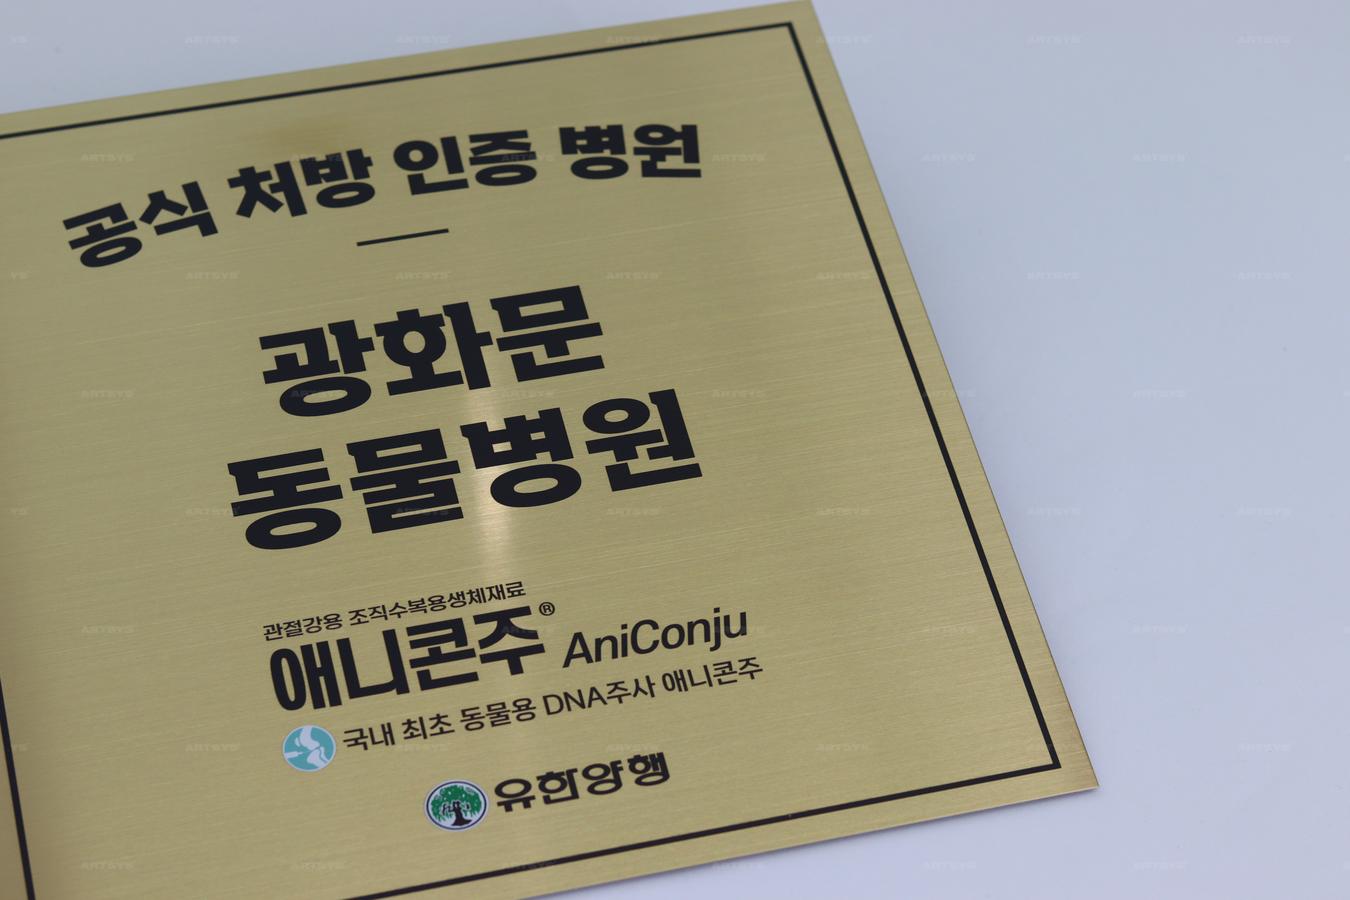 공식 처방 인증 병원
광화문
동물병원
관절강용 조직수복용생체재료
애니콘주® AniConju
국내 최초 동물용 DNA주사 애니콘주
유한양행
ARTSYS